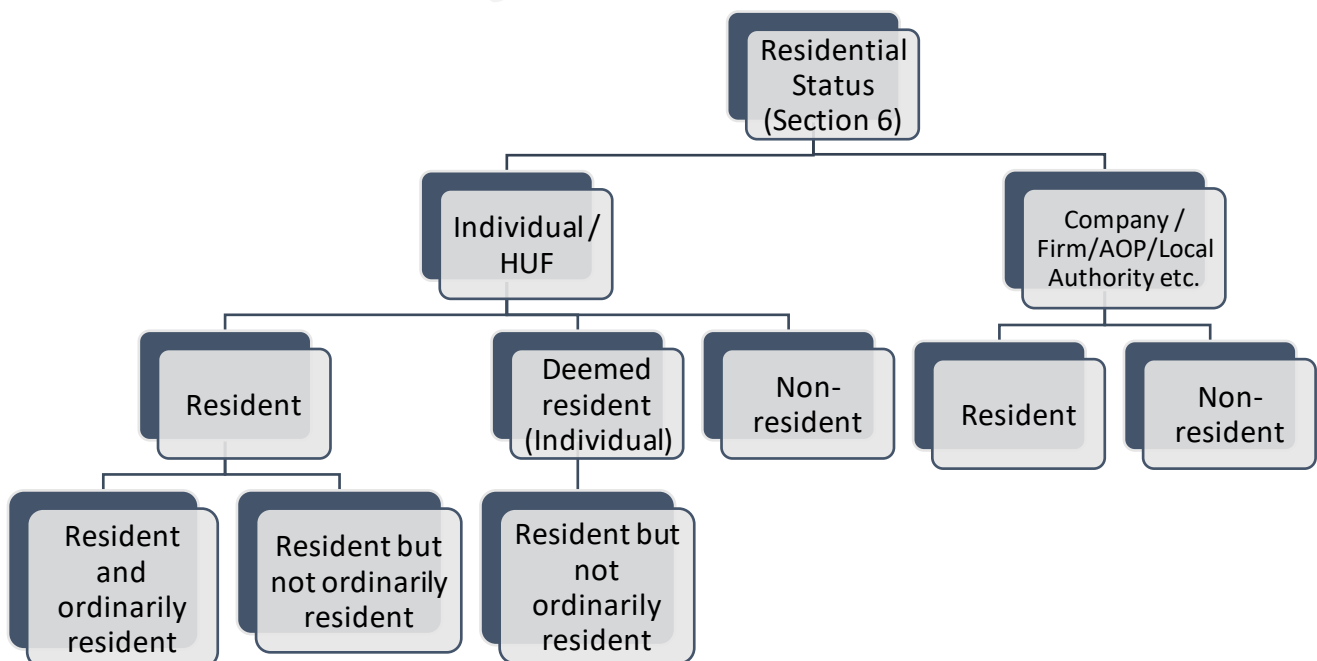 Residential
Status
(Section 6)
Individual /
HUF
Company /
Firm/AOP/Local
Authority etc.
Resident
Deemed
resident
(Individual)
Non-
resident
Resident
Non-
resident
Resident
and
ordinarily
resident
Resident but
not ordinarily
resident
Resident but
not
ordinarily
resident